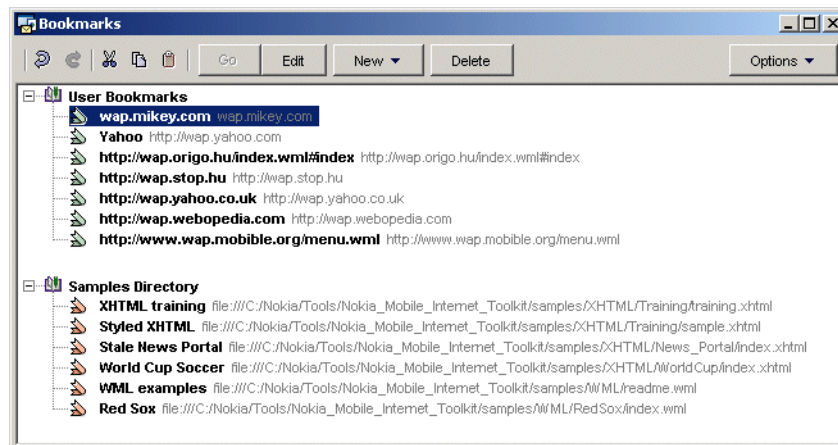 Bookmarks
Go Edit New Delete Options
User Bookmarks
wap.mikey.com wap.mikey.com
Yahoo http://wap.yahoo.com
http://wap.origo.hu/index.wml#index http://wap.origo.hu/index.wml#index
http://wap.stop.hu http://wap.stop.hu
http://wap.yahoo.co.uk http://wap.yahoo.co.uk
http://wap.webopedia.com http://wap.webopedia.com
http://www.wap.mobible.org/menu.wml http://www.wap.mobible.org/menu.wml
Samples Directory
XHTML training file:///C:/Nokia/Tools/Nokia_Mobile_Internet_Toolkit/samples/XHTML/Training/training.xhtml
Styled XHTML file:///C:/Nokia/Tools/Nokia_Mobile_Internet_Toolkit/samples/XHTML/Training/sample.xhtml
Stale News Portal file:///C:/Nokia/Tools/Nokia_Mobile_Internet_Toolkit/samples/XHTML/News_Portal/index.xhtml
World Cup Soccer file:///C:/Nokia/Tools/Nokia_Mobile_Internet_Toolkit/samples/XHTML/WorldCup/index.xhtml
WML examples file:///C:/Nokia/Tools/Nokia_Mobile_Internet_Toolkit/samples/WML/readme.wml
Red Sox file:///C:/Nokia/Tools/Nokia_Mobile_Internet_Toolkit/samples/WML/RedSox/index.wml